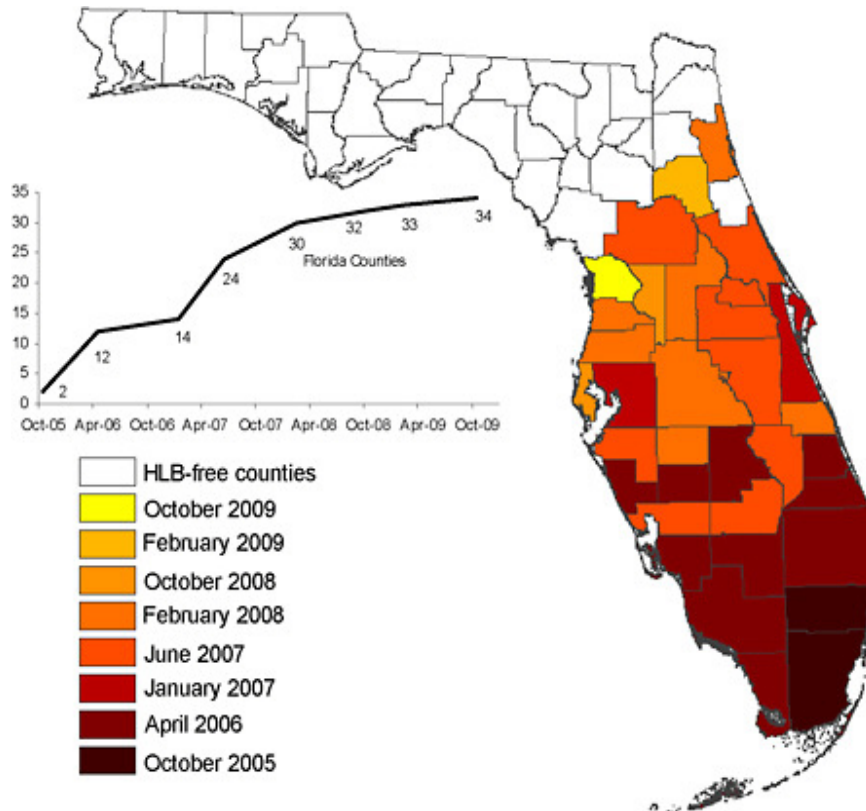 35
30
25
20
15
10
5
0
2
12
14
24
30
32
33
34
Florida Counties
Oct-05 Apr-06 Oct-06 Apr-07 Oct-07 Apr-08 Oct-08 Apr-09 Oct-09
HLB-free counties
October 2009
February 2009
October 2008
February 2008
June 2007
January 2007
April 2006
October 2005